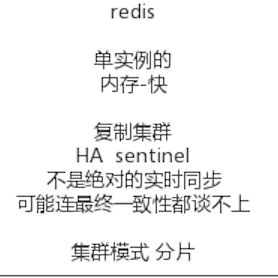 redis
单实例的
内存-快
复制集群
HA sentinel
不是绝对的实时同步
可能连最终一致性都谈不上
集群模式 分片